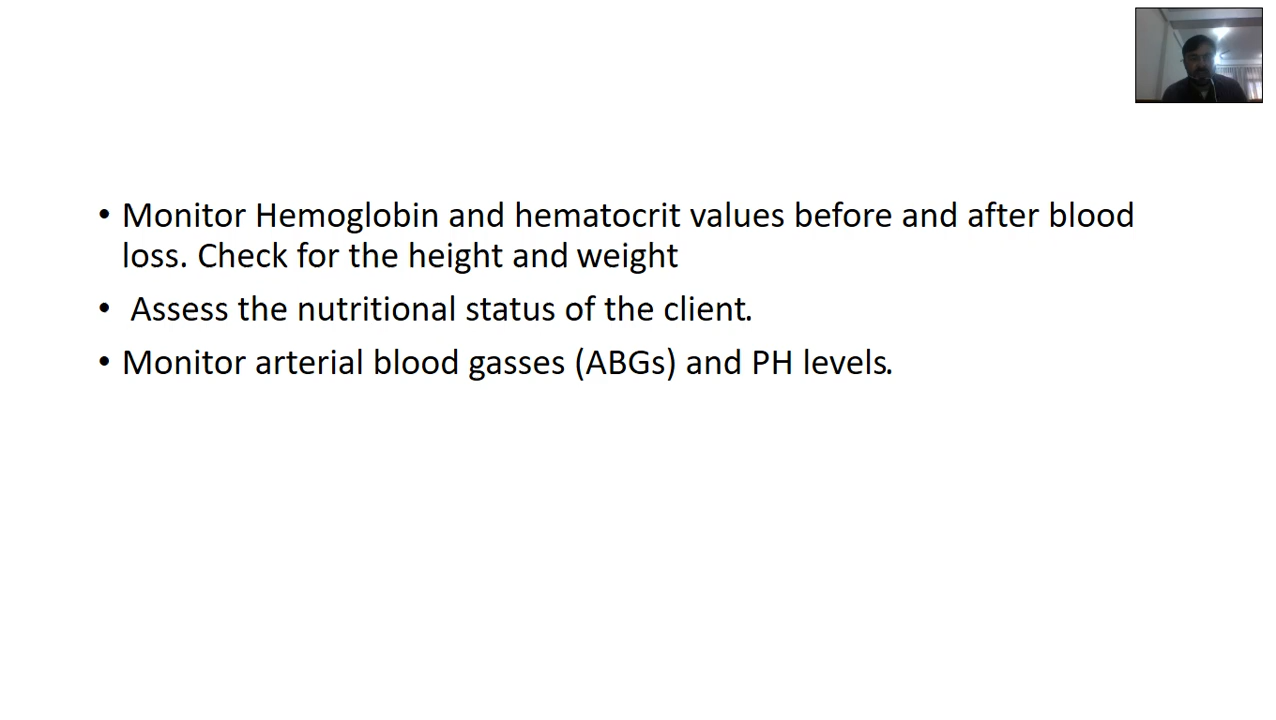 • Monitor Hemoglobin and hematocrit values before and after blood
loss. Check for the height and weight
• Assess the nutritional status of the client.
• Monitor arterial blood gasses (ABGs) and PH levels.